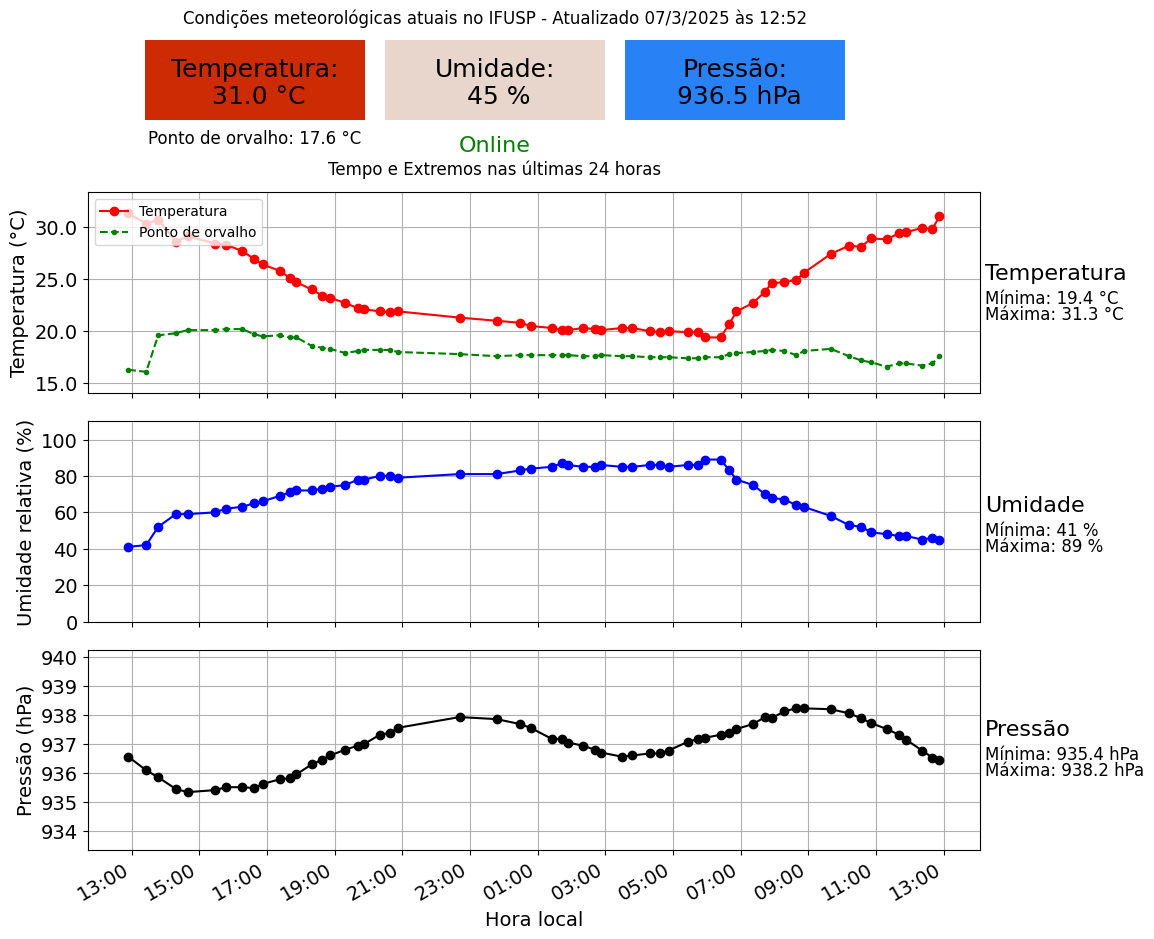 Condições meteorológicas atuais no IFUSP - Atualizado 07/3/2025 às 12:52
Temperatura:
31.0 °C
Umidade:
45 %
Pressão:
936.5 hPa
Ponto de orvalho: 17.6 °C
Online
Tempo e Extremos nas últimas 24 horas
Temperatura (°C)
30.0
25.0
20.0
15.0
Temperatura
Ponto de orvalho
Temperatura
Mínima: 19.4 °C
Máxima: 31.3 °C
Umidade relativa (%)
100
80
60
40
20
0
Umidade
Mínima: 41 %
Máxima: 89 %
Pressão (hPa)
940
939
938
937
936
935
934
Pressão
Mínima: 935.4 hPa
Máxima: 938.2 hPa
13:00 15:00 17:00 19:00 21:00 23:00 01:00 03:00 05:00 07:00 09:00 11:00 13:00
Hora local